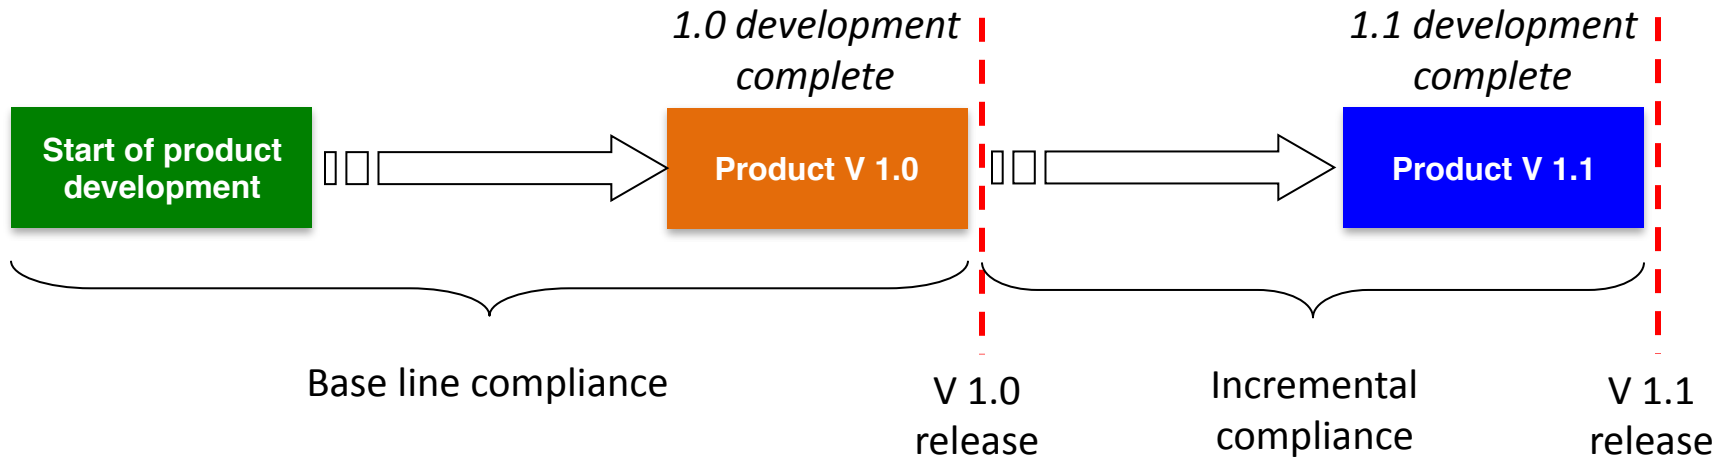 1.0 development
complete
1.1 development
complete
Start of product
development
Product V 1.0
Product V 1.1
Base line compliance
V 1.0
release
Incremental
compliance
V 1.1
release